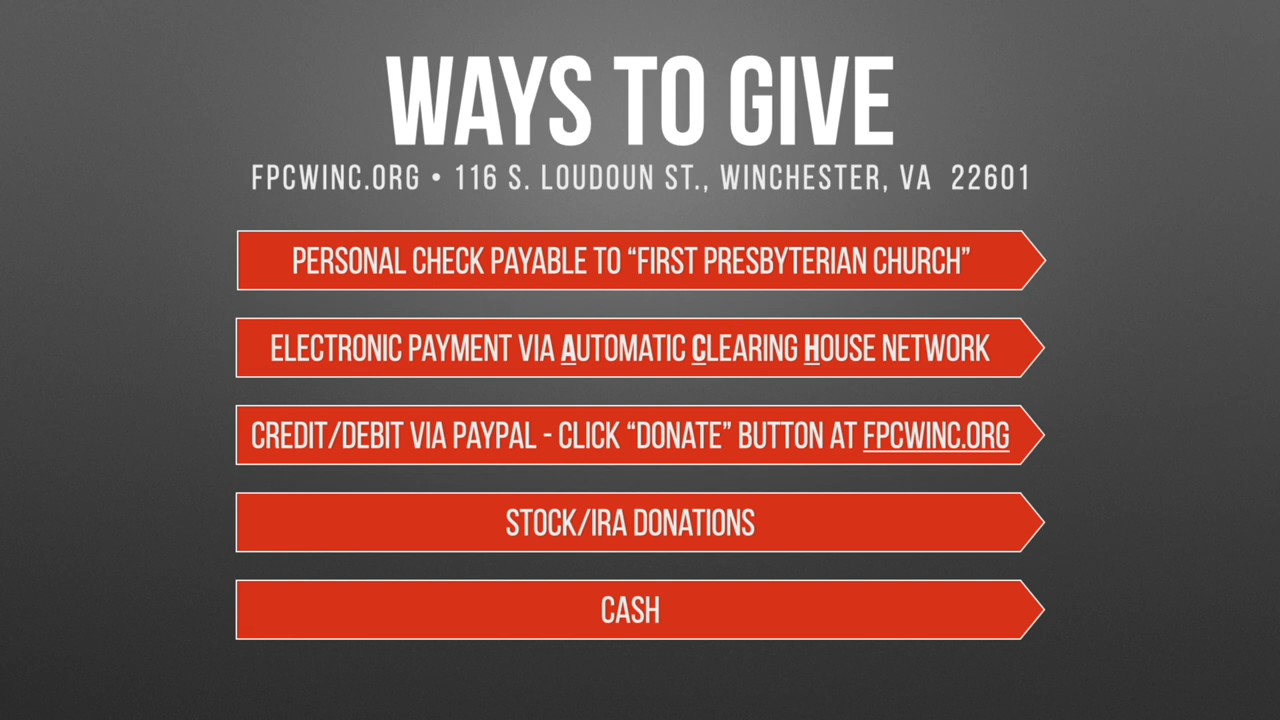 WAYS TO GIVE
FPCWINC.ORG • 116 S. LOUDOUN ST., WINCHESTER, VA 22601
PERSONAL CHECK PAYABLE TO “FIRST PRESBYTERIAN CHURCH”
ELECTRONIC PAYMENT VIA AUTOMATIC CLEARING HOUSE NETWORK
CREDIT/DEBIT VIA PAYPAL - CLICK “DONATE” BUTTON AT FPCWINC.ORG
STOCK/IRA DONATIONS
CASH